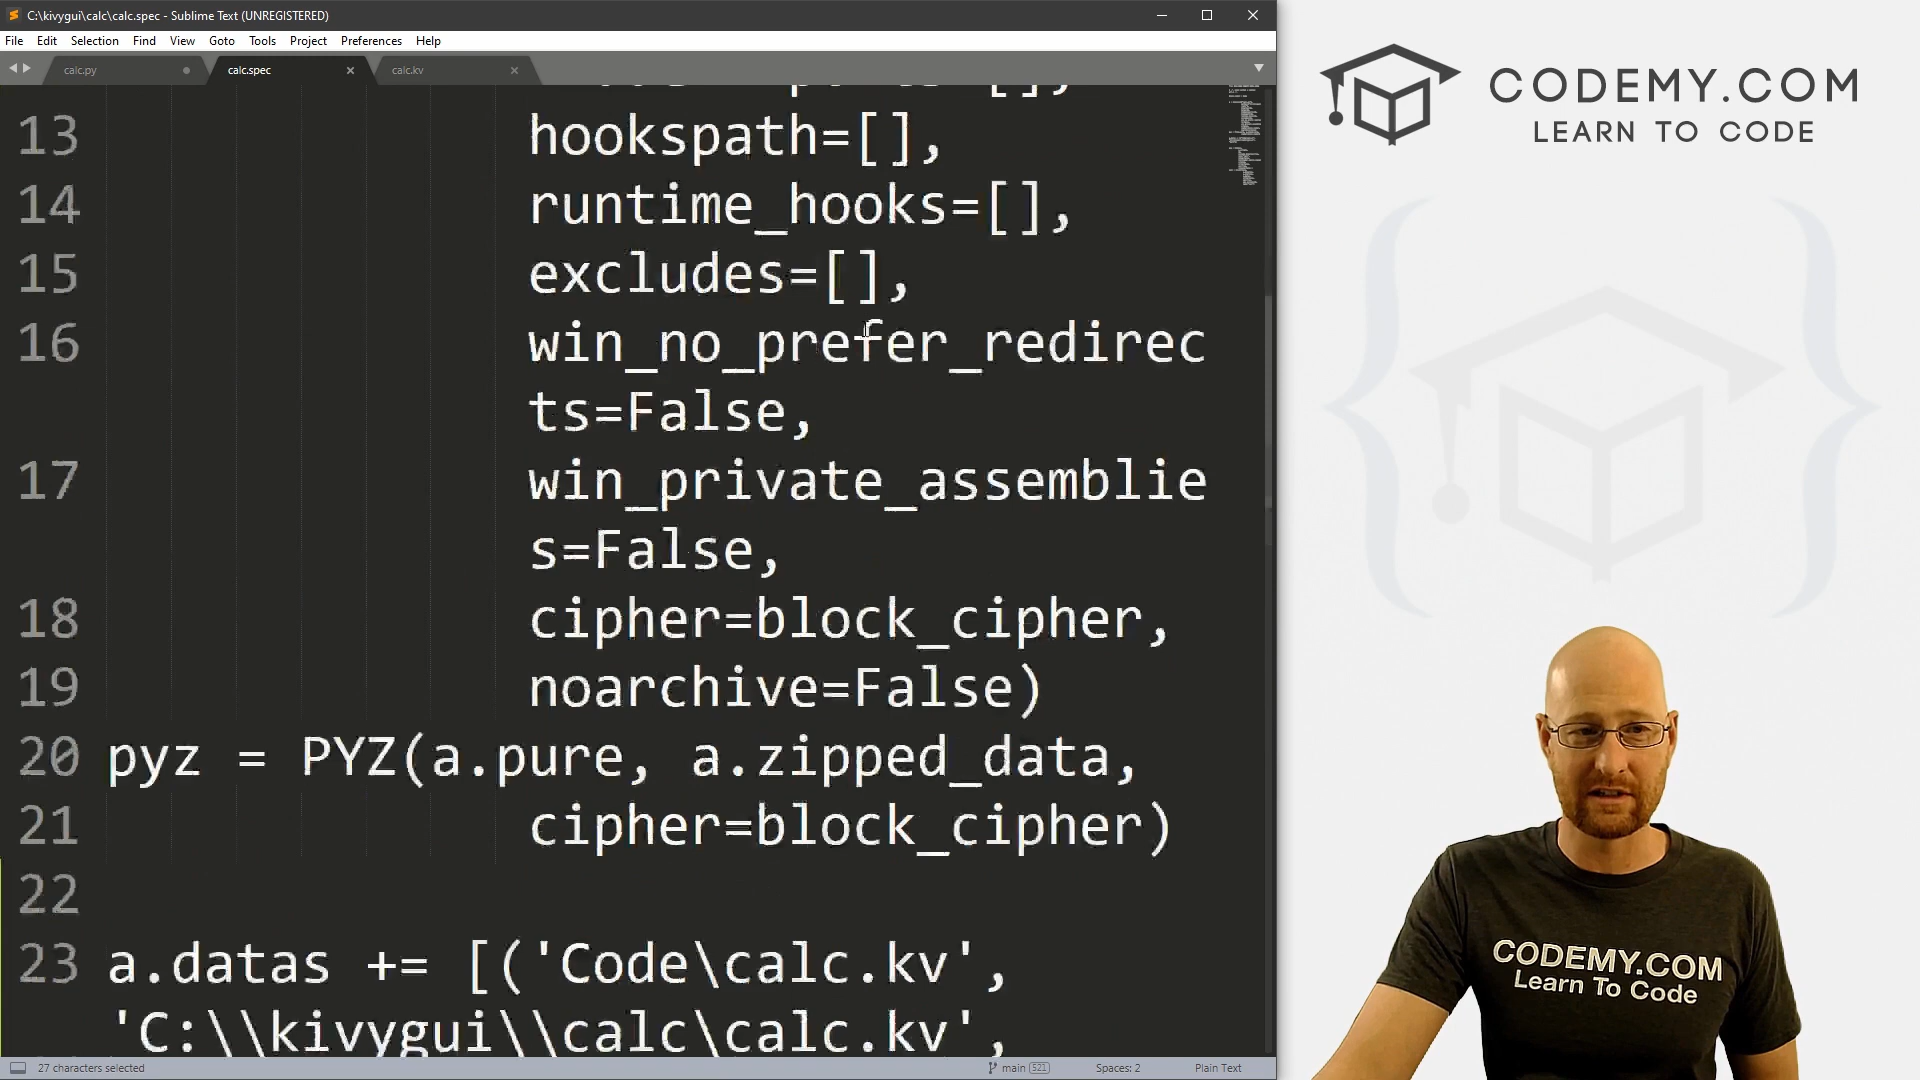 C:\kivygui\calc\calc.spec - Sublime Text (UNREGISTERED)
File Edit Selection Find View Goto Tools Project Preferences Help
calc.py calc.spec calc.kv
13 hookspath=[],
14 runtime_hooks=[],
15 excludes=[],
16 win_no_prefer_redirec
ts=False,
17 win_private_assemblie
s=False,
18 cipher=block_cipher,
19 noarchive=False)
20 pyz = PYZ(a.pure, a.zipped_data,
21 cipher=block_cipher)
22
23 a.datas += [('Code\calc.kv',
'C:\\kivygui\\calc\calc.kv',
27 characters selected
main 521
Spaces: 2
Plain Text
CODEMY.COM
LEARN TO CODE
CODEMY.COM
Learn To Code